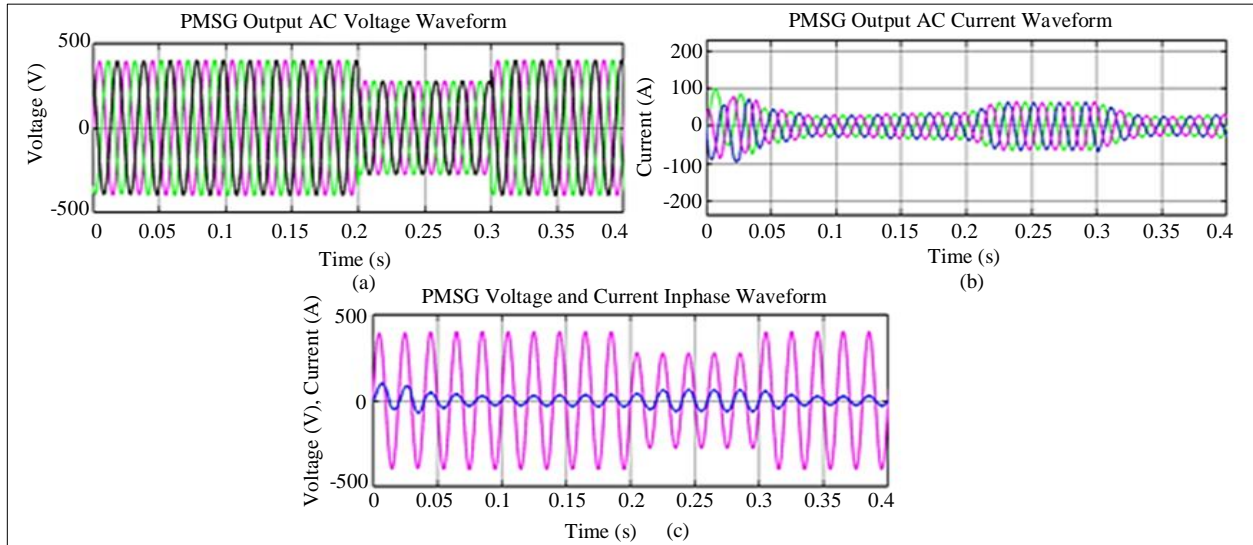 PMSG Output AC Voltage Waveform
Voltage (V)
500
0
-500
0 0.05 0.1 0.15 0.2 0.25 0.3 0.35 0.4
Time (s)
(a)
PMSG Output AC Current Waveform
Current (A)
200
100
0
-100
-200
0 0.05 0.1 0.15 0.2 0.25 0.3 0.35 0.4
Time (s)
(b)
PMSG Voltage and Current Inphase Waveform
Voltage (V), Current (A)
500
0
-500
0 0.05 0.1 0.15 0.2 0.25 0.3 0.35 0.4
Time (s) (c)